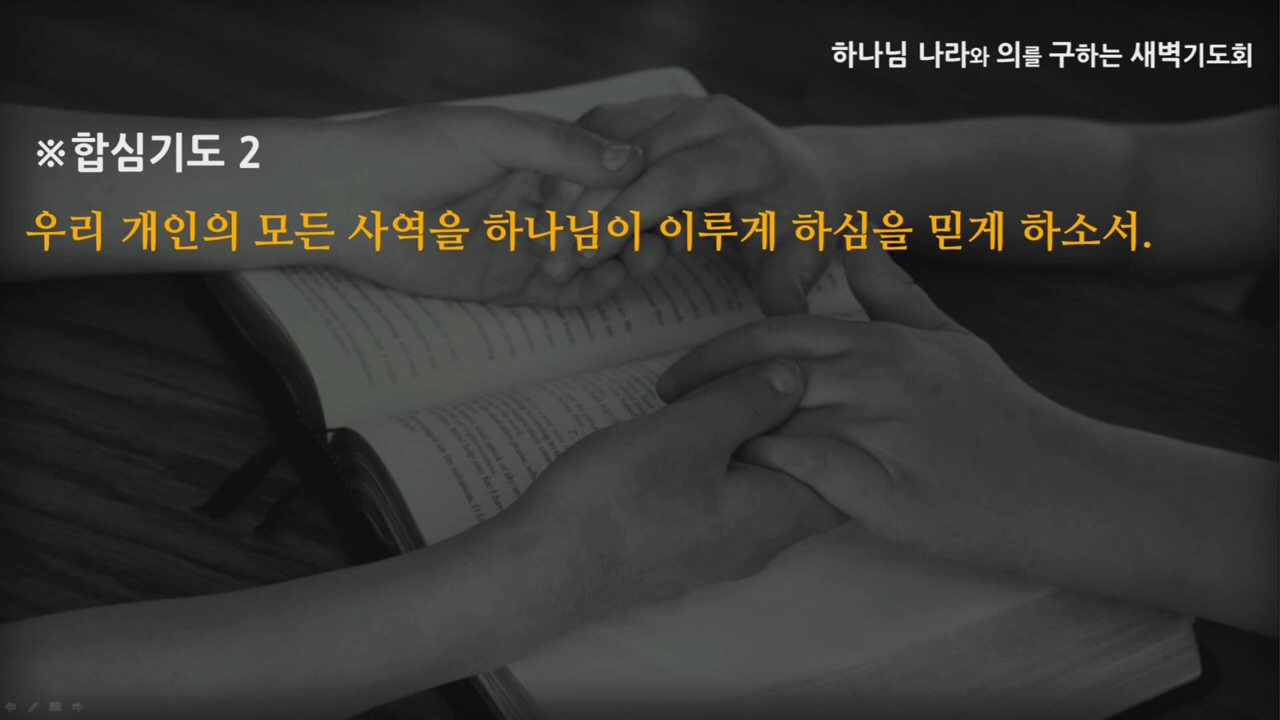 하나님 나라와 의를 구하는 새벽기도회
※합심기도 2
우리 개인의 모든 사역을 하나님이 이루게 하심을 믿게 하소서.